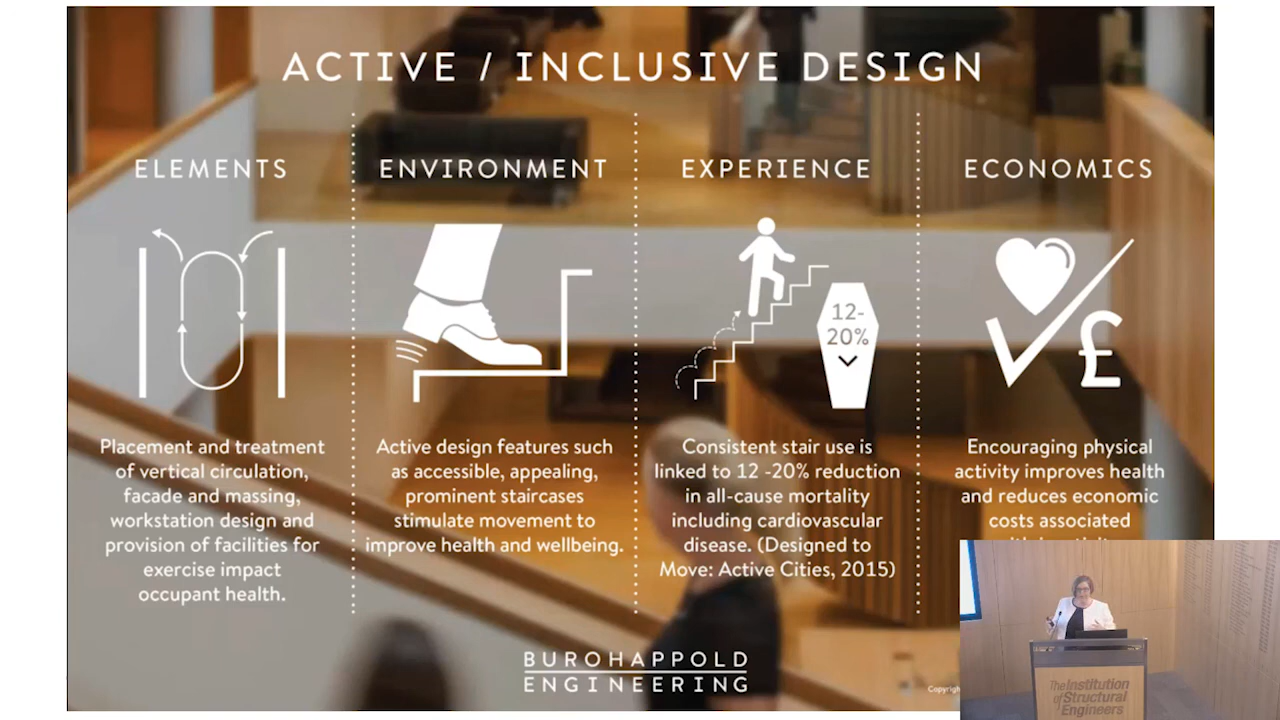 ACTIVE / INCLUSIVE DESIGN
ELEMENTS
Placement and treatment
of vertical circulation,
facade and massing,
workstation design and
provision of facilities for
exercise impact
occupant health.
ENVIRONMENT
Active design features such
as accessible, appealing,
prominent staircases
stimulate movement to
improve health and wellbeing.
EXPERIENCE
12-
20%
Consistent stair use is
linked to 12 -20% reduction
in all-cause mortality
including cardiovascular
disease. (Designed to
Move: Active Cities, 2015)
ECONOMICS
£
Encouraging physical
activity improves health
and reduces economic
costs associated
BUROHAPPOLD
ENGINEERING
Copyrig
The Institution
of Structural
Engineers